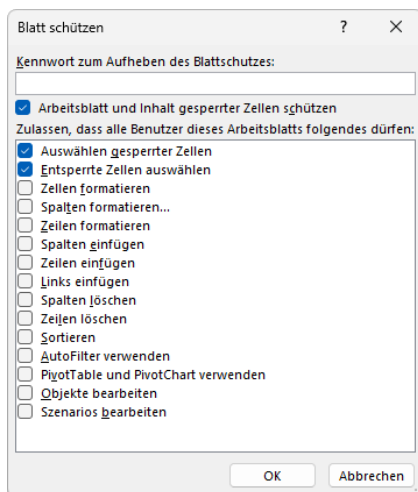 Blatt schützen
?
Kennwort zum Aufheben des Blattschutzes:
Arbeitsblatt und Inhalt gesperrter Zellen schützen
Zulassen, dass alle Benutzer dieses Arbeitsblatts folgendes dürfen:
Auswählen gesperrter Zellen
Entsperrte Zellen auswählen
Zellen formatieren
Spalten formatieren...
Zeilen formatieren
Spalten einfügen
Zeilen einfügen
Links einfügen
Spalten löschen
Zeilen löschen
Sortieren
AutoFilter verwenden
PivotTable und PivotChart verwenden
Objekte bearbeiten
Szenarios bearbeiten
OK Abbrechen